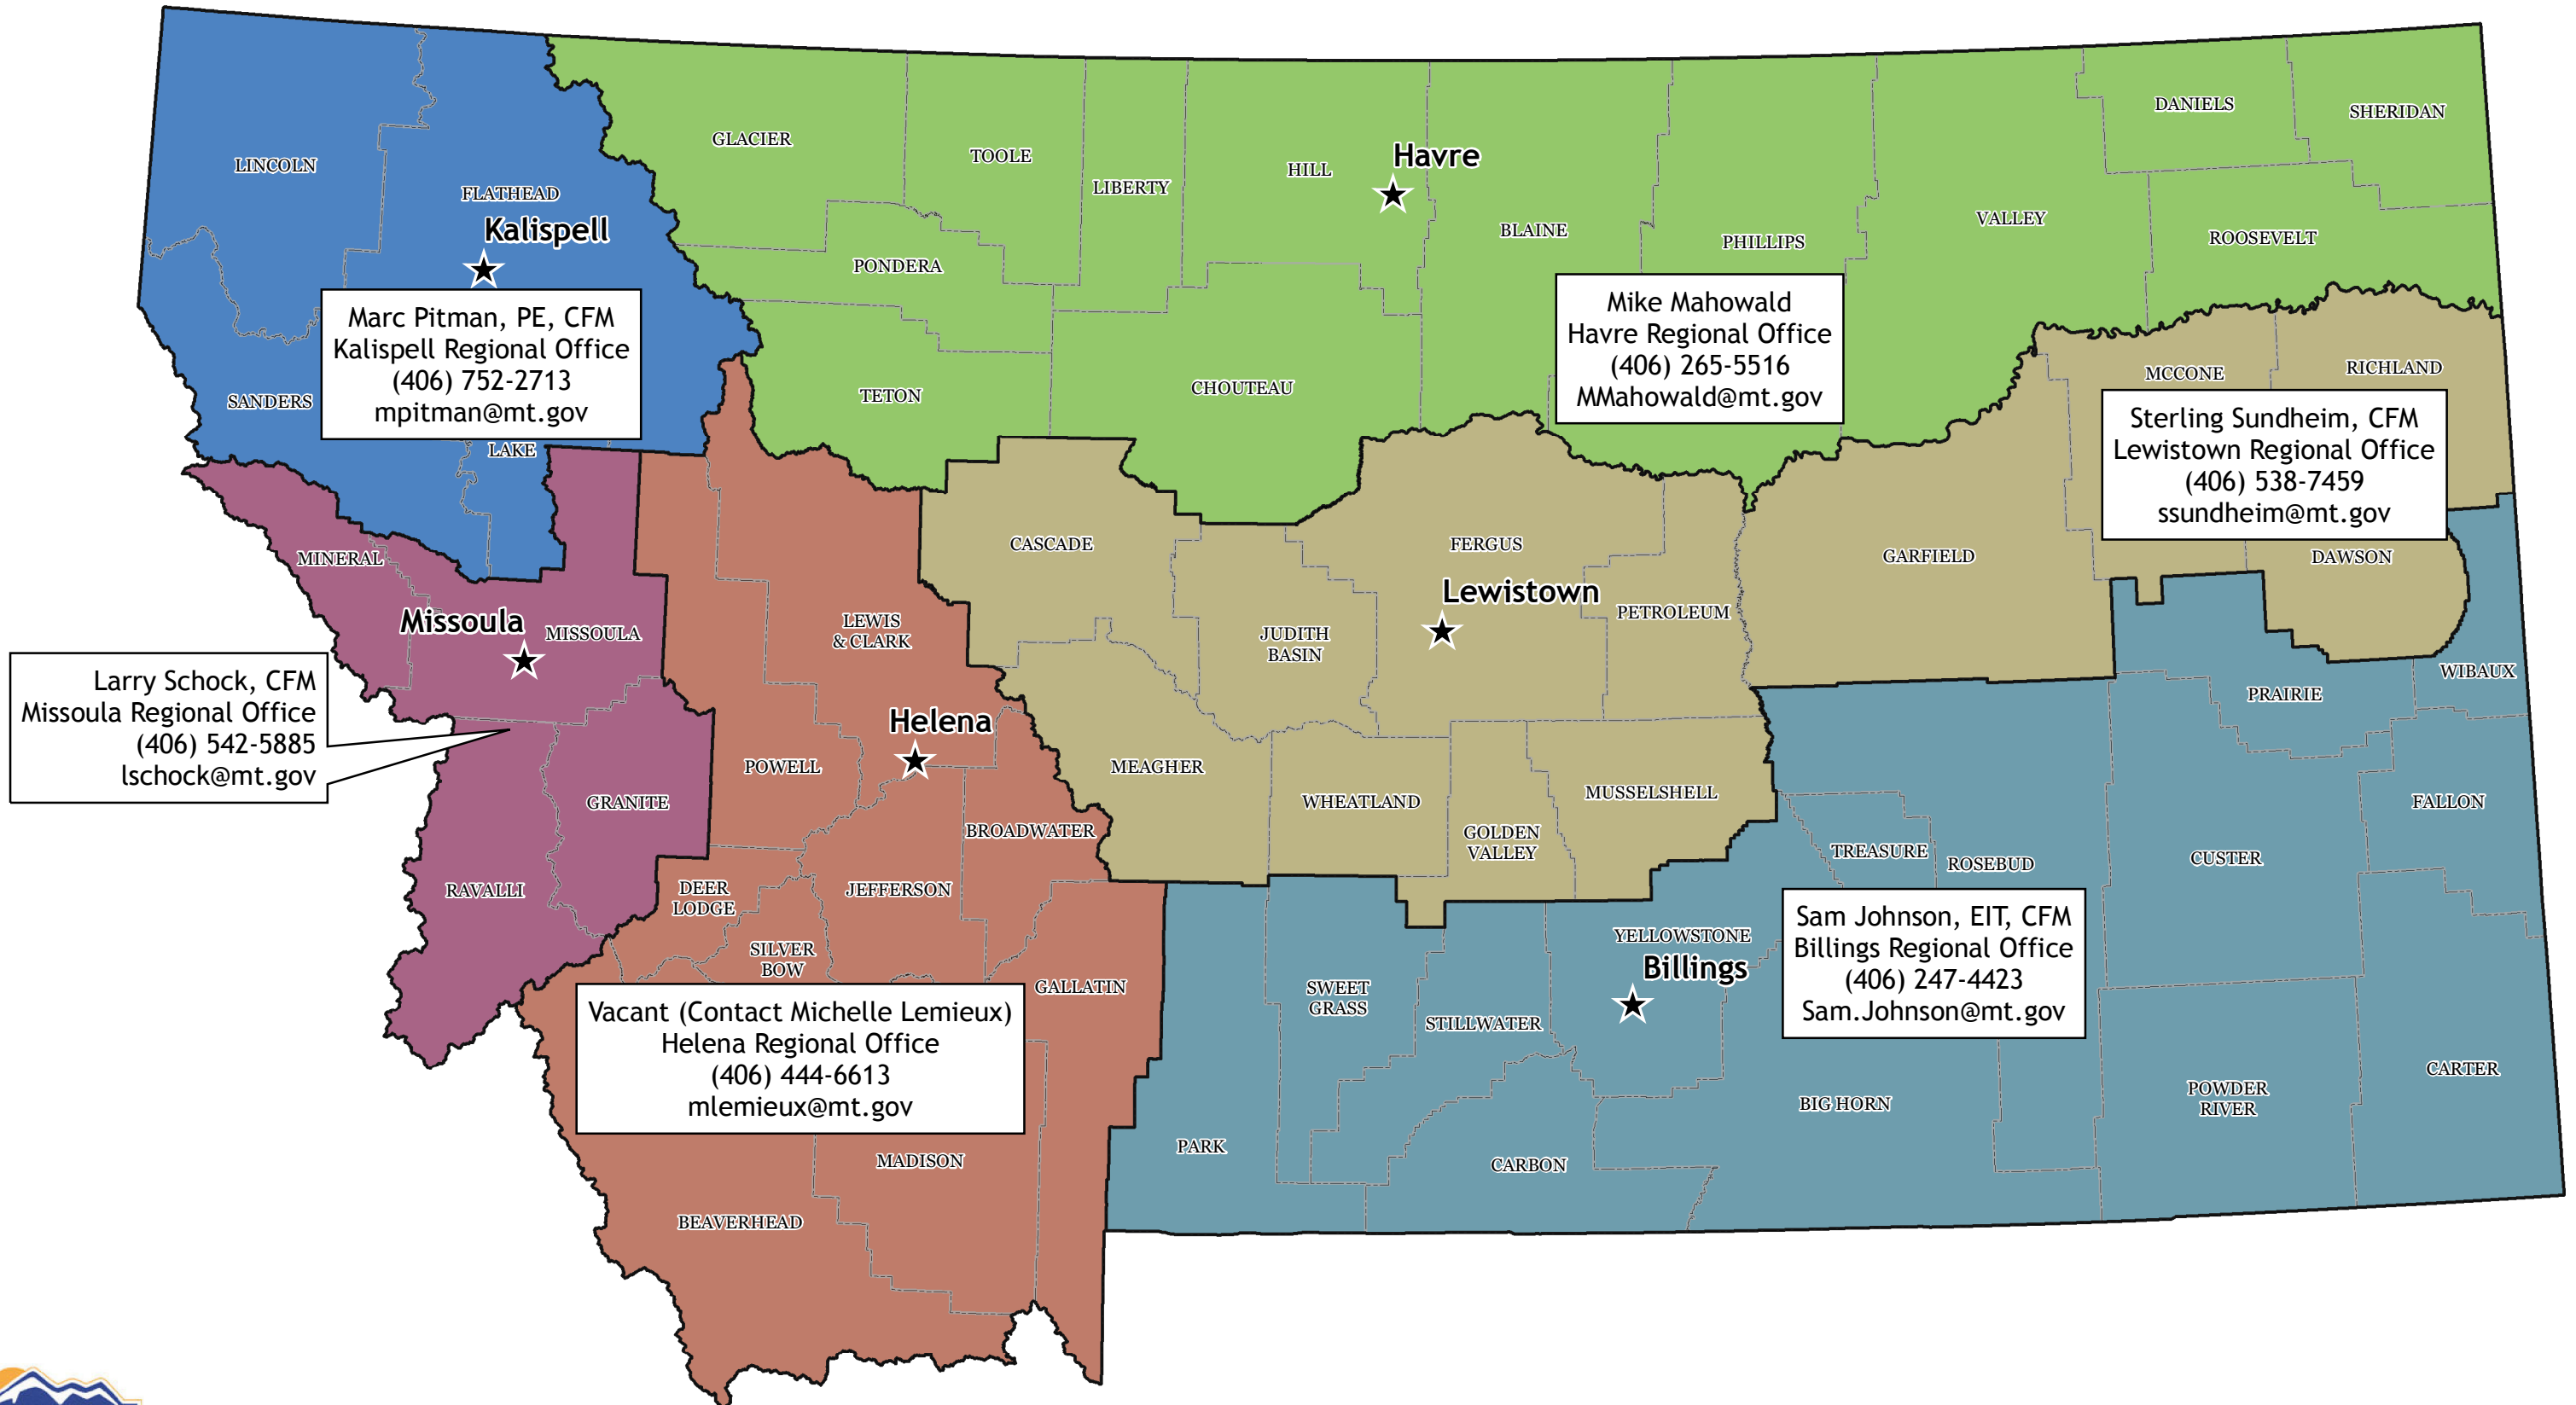 LINCOLN
FLATHEAD
Kalispell
Marc Pitman, PE, CFM
Kalispell Regional Office
(406) 752-2713
mpitman@mt.gov
SANDERS
LAKE
GLACIER
TOOLE
LIBERTY
HILL
Havre
BLAINE
PHILLIPS
VALLEY
DANIELS
SHERIDAN
ROOSEVELT
PONDERA
TETON
CHOUTEAU
Mike Mahowald
Havre Regional Office
(406) 265-5516
MMahowald@mt.gov
MCCONE
RICHLAND
Sterling Sundheim, CFM
Lewistown Regional Office
(406) 538-7459
ssundheim@mt.gov
DAWSON
GARFIELD
CASCADE
FERGUS
Lewistown
PETROLEUM
JUDITH
BASIN
MEAGHER
WHEATLAND
GOLDEN
VALLEY
MUSSELSHELL
MINERAL
Missoula
MISSOULA
Larry Schock, CFM
Missoula Regional Office
(406) 542-5885
lschock@mt.gov
GRANITE
RAVALLI
LEWIS
& CLARK
Helena
POWELL
BROADWATER
DEER
LODGE
JEFFERSON
SILVER
BOW
GALLATIN
Vacant (Contact Michelle Lemieux)
Helena Regional Office
(406) 444-6613
mlemieux@mt.gov
MADISON
BEAVERHEAD
WIBAUX
PRAIRIE
FALLON
CUSTER
TREASURE
ROSEBUD
YELLOWSTONE
Billings
Sam Johnson, EIT, CFM
Billings Regional Office
(406) 247-4423
Sam.Johnson@mt.gov
SWEET
GRASS
STILLWATER
PARK
CARBON
BIG HORN
POWDER
RIVER
CARTER